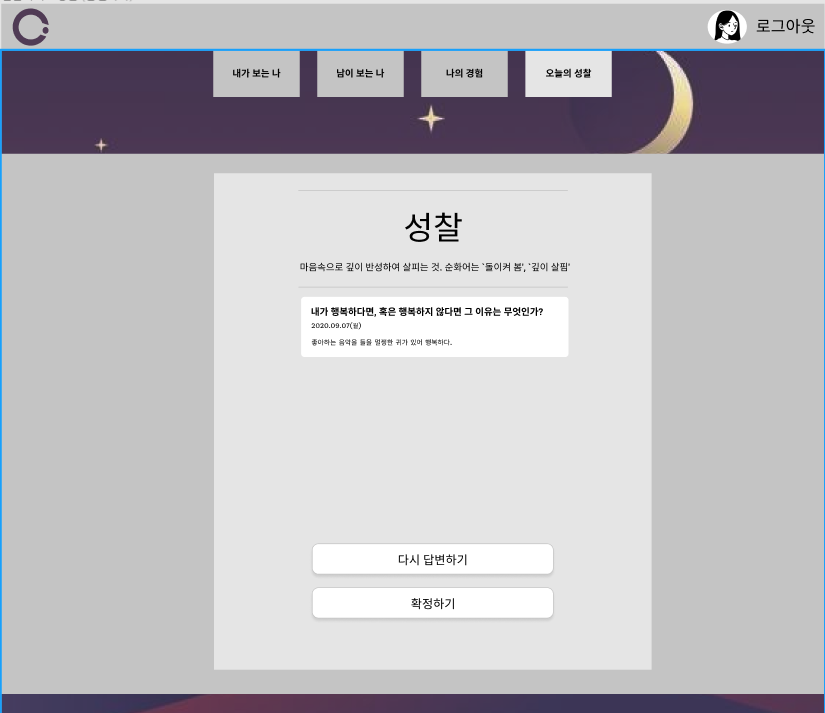 로그아웃
내가 보는 나
남이 보는 나
나의 경험
오늘의 성찰
성찰
마음속으로 깊이 반성하여 살피는 것. 순화어는 `돌이켜 봄', `깊이 살핌'
내가 행복하다면, 혹은 행복하지 않다면 그 이유는 무엇인가?
2020.09.07(월)
좋아하는 음악을 들을 멀쩡한 귀가 있어 행복하다.
다시 답변하기
확정하기